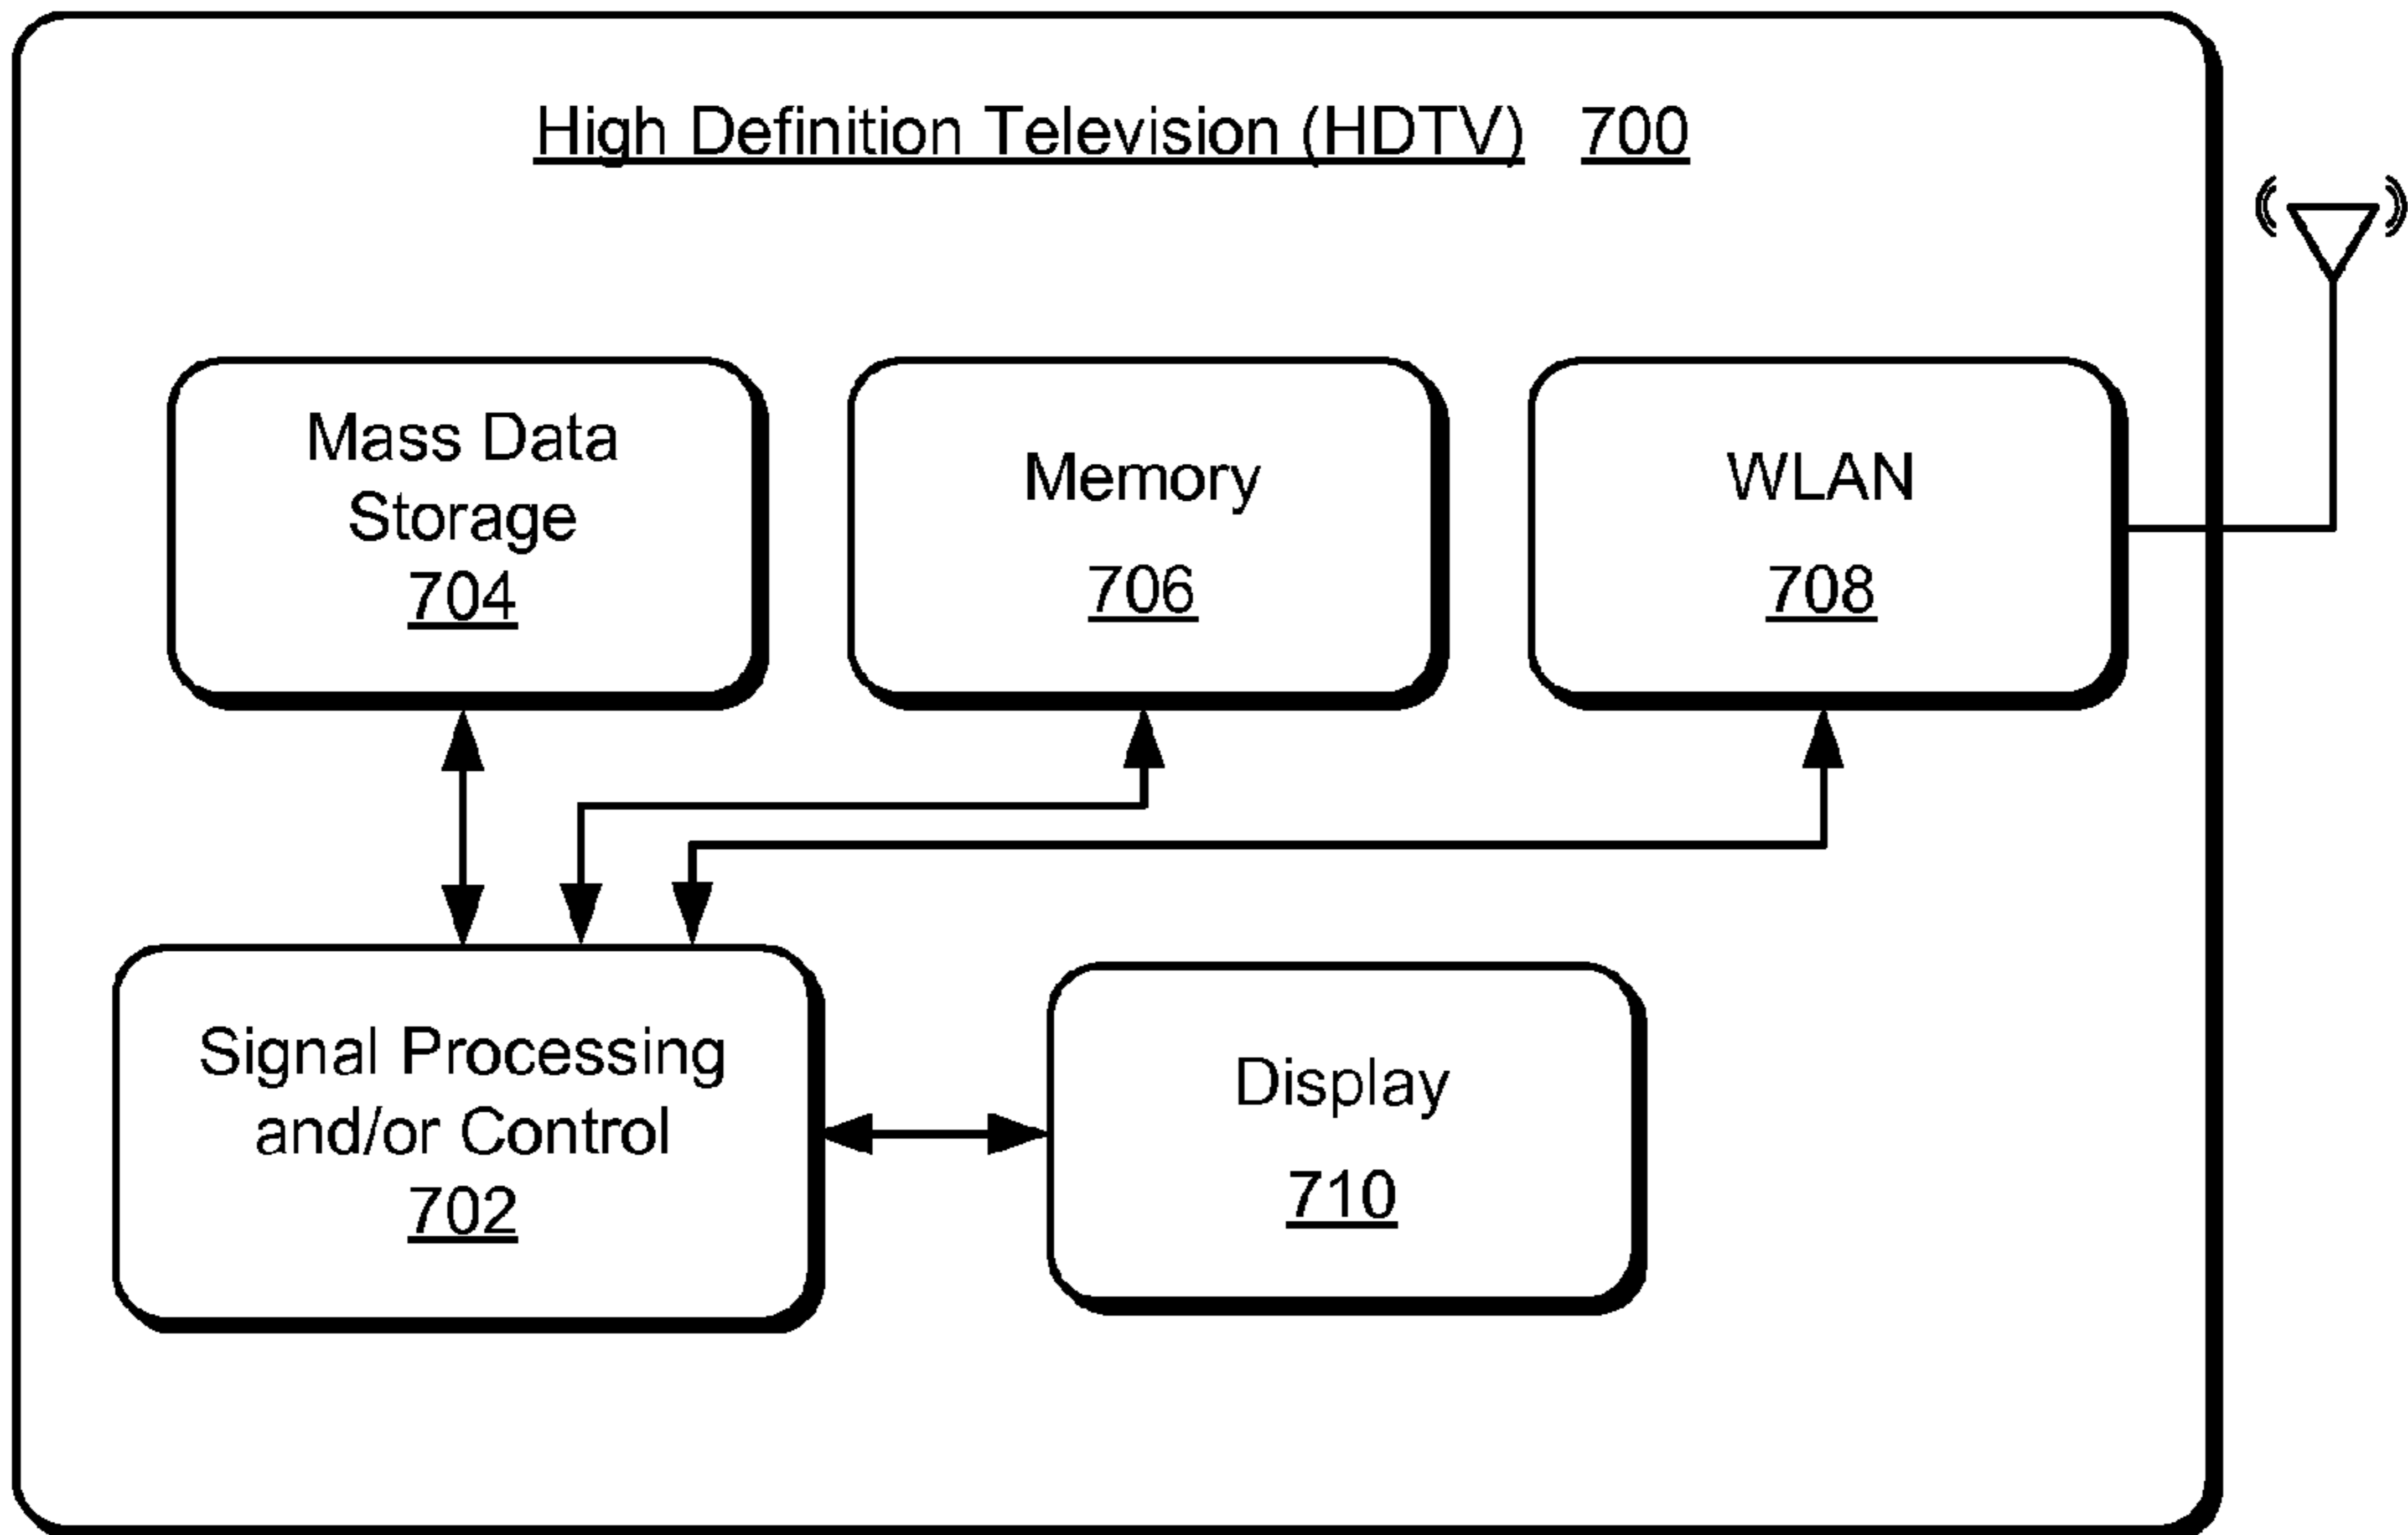 High Definition Television (HDTV) 700
Mass Data
Storage
704
Memory
706
WLAN
708
Signal Processing
and/or Control
702
Display
710